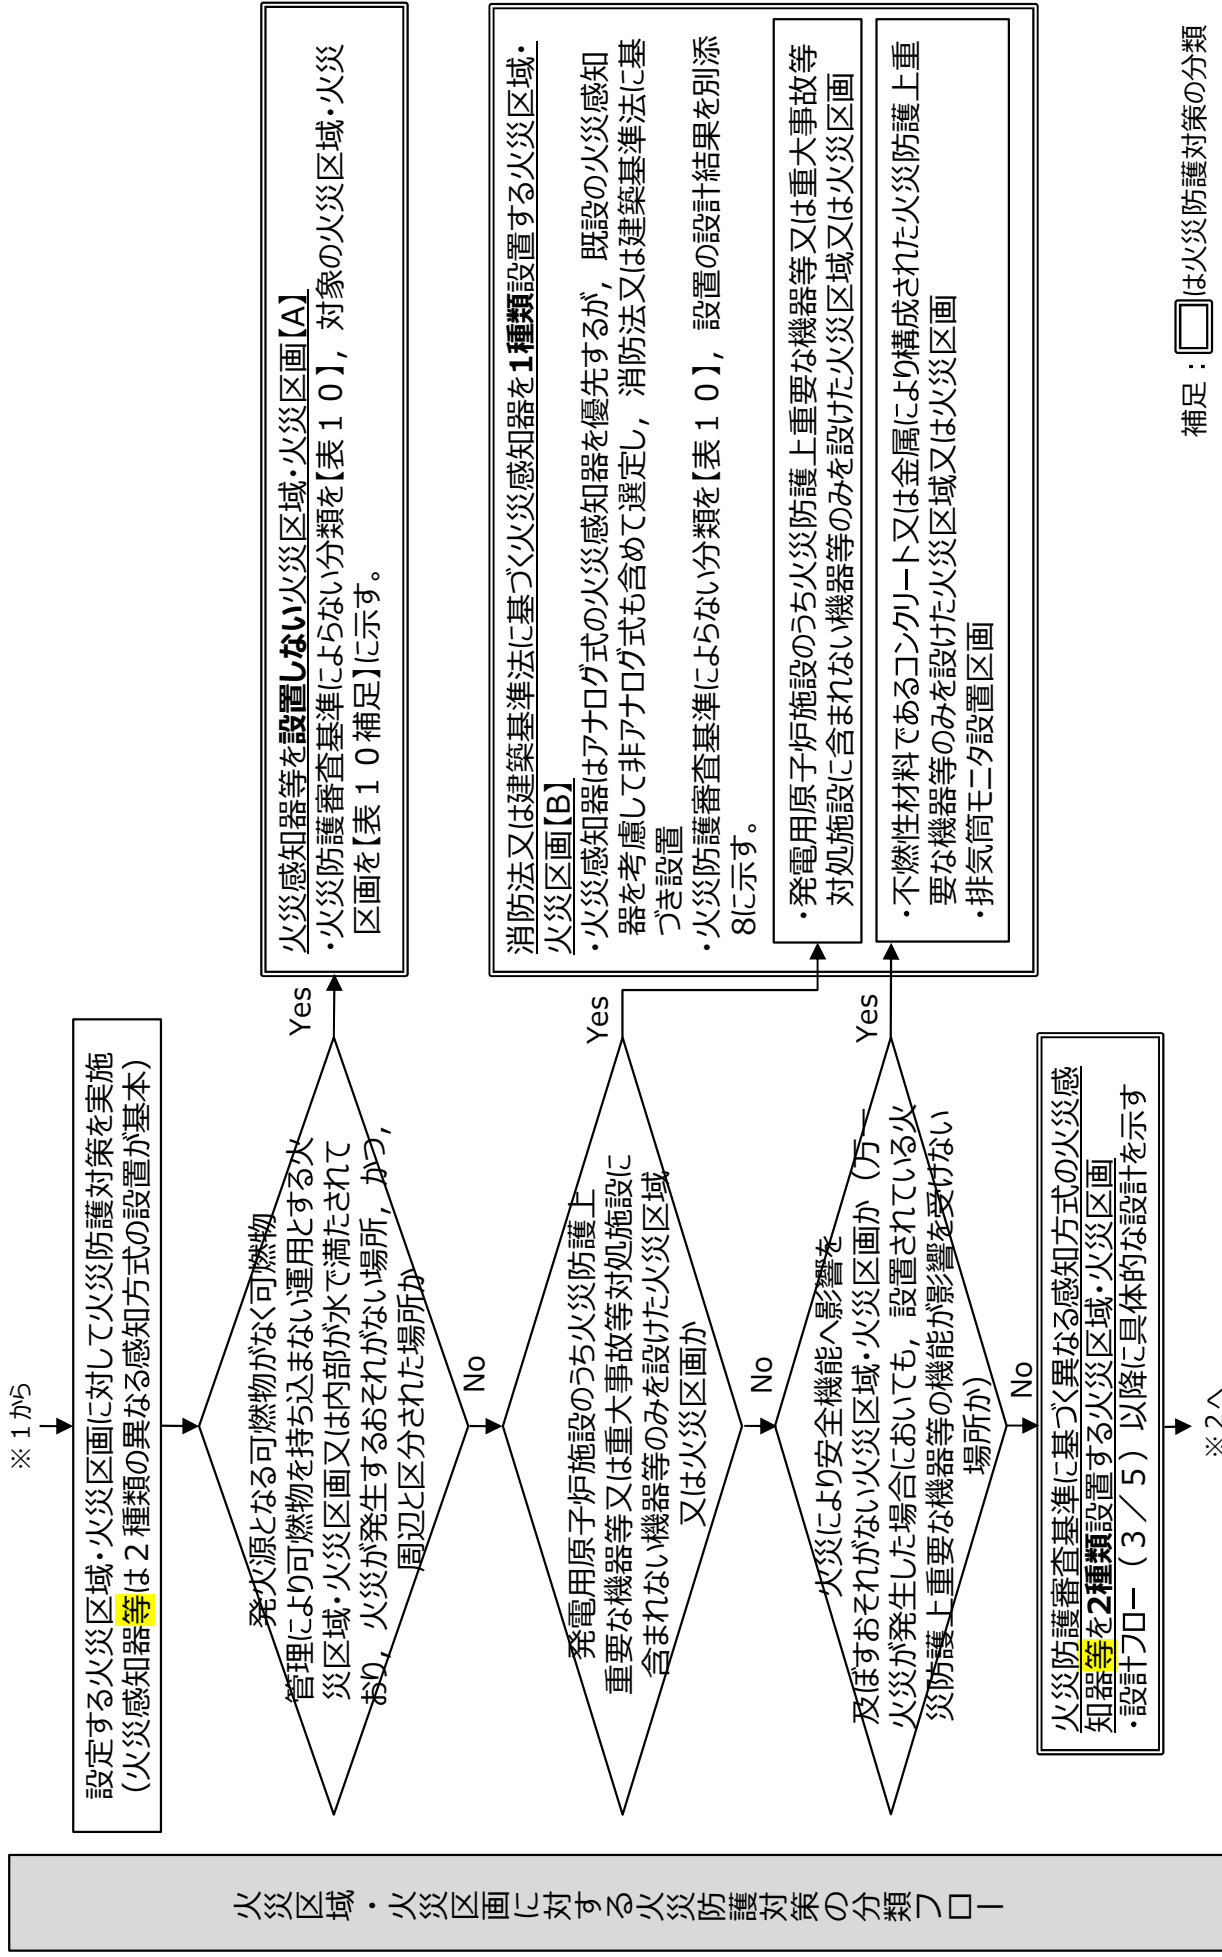 火災区域・火災区画に対する火災防護対策の分類フロー
※1から
設定する火災区域・火災区画に対して火災防護対策を実施
(火災感知器等は2種類の異なる感知方式の設置が基本)
発火源となる可燃物がなく可燃物
管理により可燃物を持ち込まない運用とする火
災区域・火災区画又は内部が水で満たされて
おり，火災が発生するおそれがない場所，かつ，
周辺と区分された場所か
Yes
火災感知器等を設置しない火災区域・火災区画【A】
・火災防護審査基準によらない分類を【表１０】，対象の火災区域・火災
区画を【表１０補足】に示す。
No
発電用原子炉施設のうち火災防護上
重要な機器等又は重大事故等対処施設に
含まれない機器等のみを設けた火災区域
又は火災区画か
Yes
消防法又は建築基準法に基づく火災感知器を1種類設置する火災区域・
火災区画【B】
・火災感知器はアナログ式の火災感知器を優先するが，既設の火災感知
器を考慮して非アナログ式も含めて選定し，消防法又は建築基準法に基
づき設置
・火災防護審査基準によらない分類を【表１０】，設置の設計結果を別添
8に示す。
・発電用原子炉施設のうち火災防護上重要な機器等又は重大事故等
対処施設に含まれない機器等のみを設けた火災区域又は火災区画
No
火災により安全機能へ影響を
及ぼすおそれがない火災区域・火災区画か（万一
火災が発生した場合においても，設置されている火
災防護上重要な機器等の機能が影響を受けない
場所か)
Yes
・不燃性材料であるコンクリート又は金属により構成された火災防護上重
要な機器等のみを設けた火災区域又は火災区画
・排気筒モニタ設置区画
No
火災防護審査基準に基づく異なる感知方式の火災感
知器等を2種類設置する火災区域・火災区画
・設計フロー（３／５）以降に具体的な設計を示す
※2へ
補足：は火災防護対策の分類